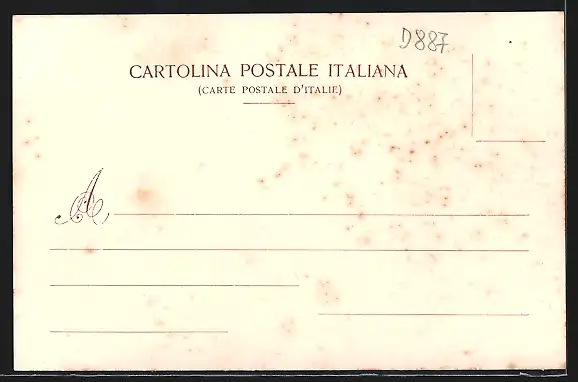 D887
CARTOLINA POSTALE ITALIANA
(CARTE POSTALE D'ITALIE)
A